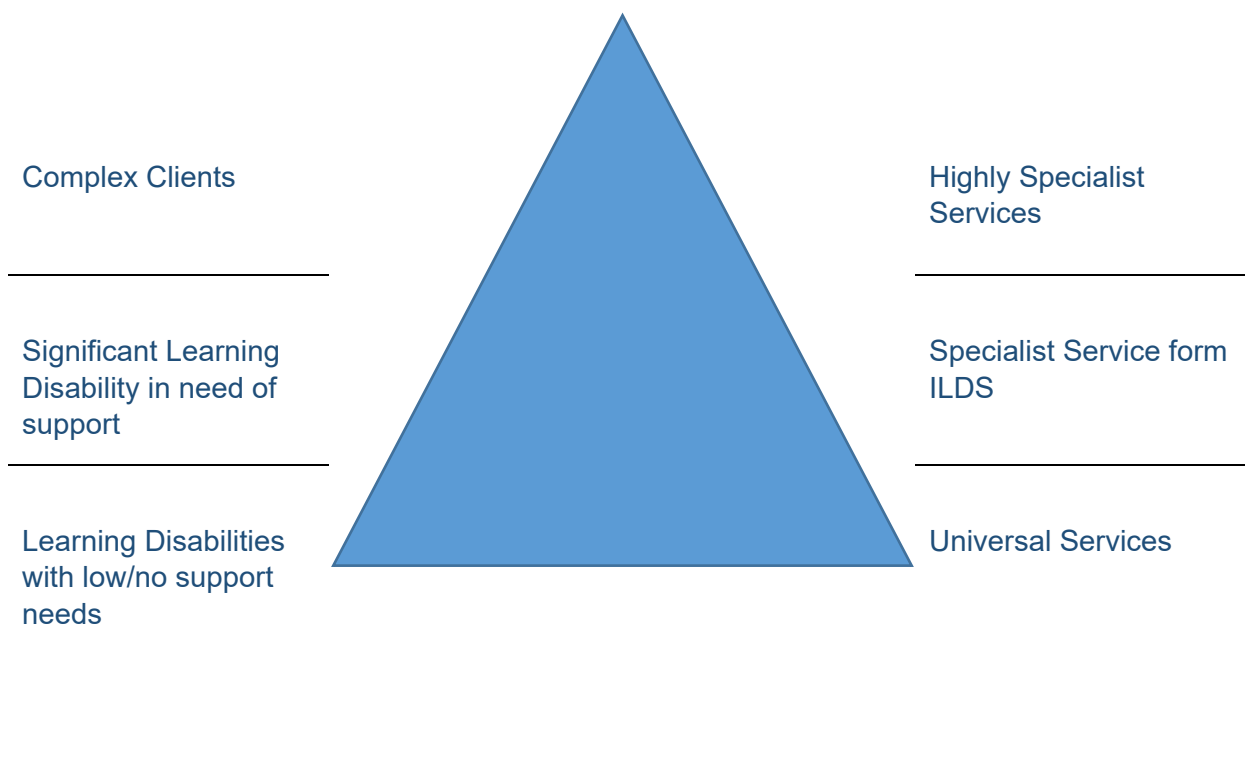 Complex Clients
Highly Specialist
Services
Significant Learning
Disability in need of
support
Specialist Service form
ILDS
Learning Disabilities
with low/no support
needs
Universal Services